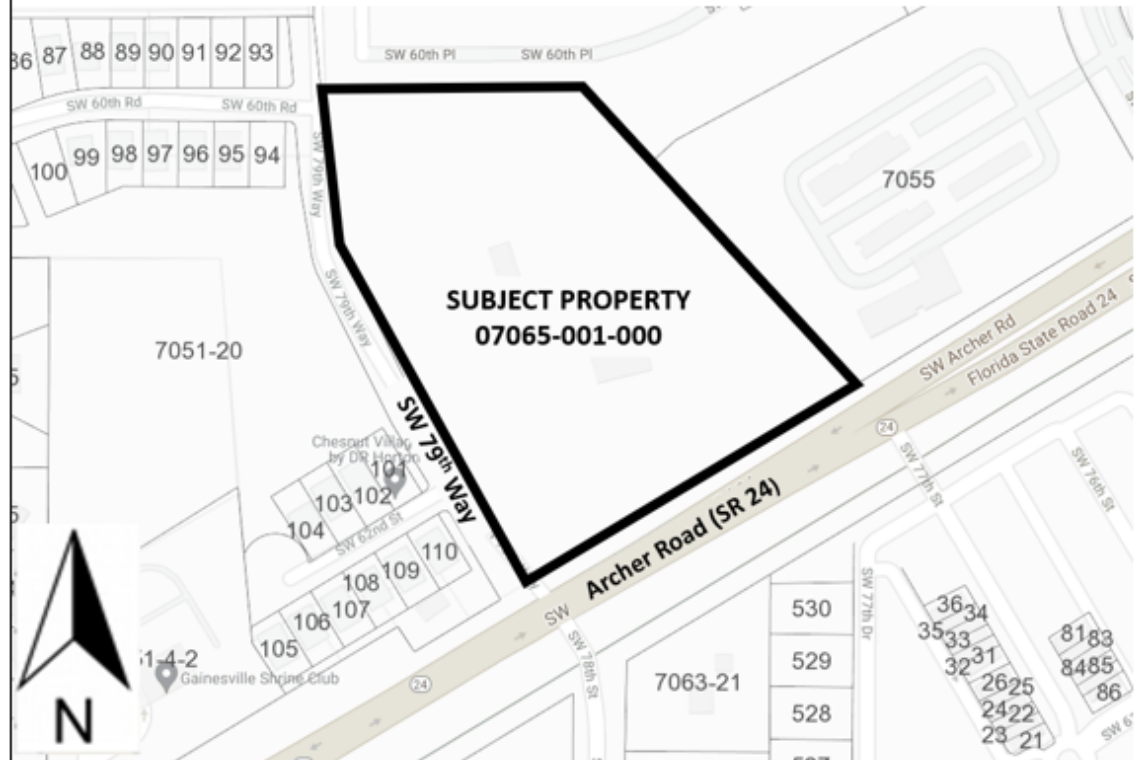 SW 60th Pl
SW 60th Pl
87
88
89
90
91
92
93
SW 60th Rd
SW 60th Rd
100
99
98
97
96
95
94
SW 79th Way
7055
SUBJECT PROPERTY
07065-001-000
SW 79th Way
7051-20
SW Archer Rd
Florida State Road 24
SW 79th Way
Chesnut Villag
by DR Horton
101
102
103
104
SW 62nd St
24
SW 77th St
SW 76th St
Archer Road (SR 24)
110
109
108
107
106
105
SW
SW 78th St
SW 77th Dr
530
529
528
7063-21
36
34
35
33
31
32
26
25
24
22
23
21
81
83
84
85
86
51-4-2
Gainesville Shrine Club
24
N